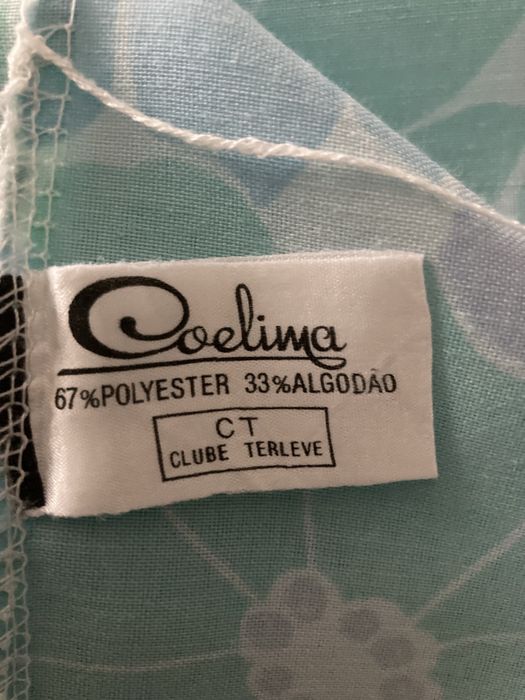 Coelima
67%POLYESTER 33%ALGODÃO
CT
CLUBE TERLEVE